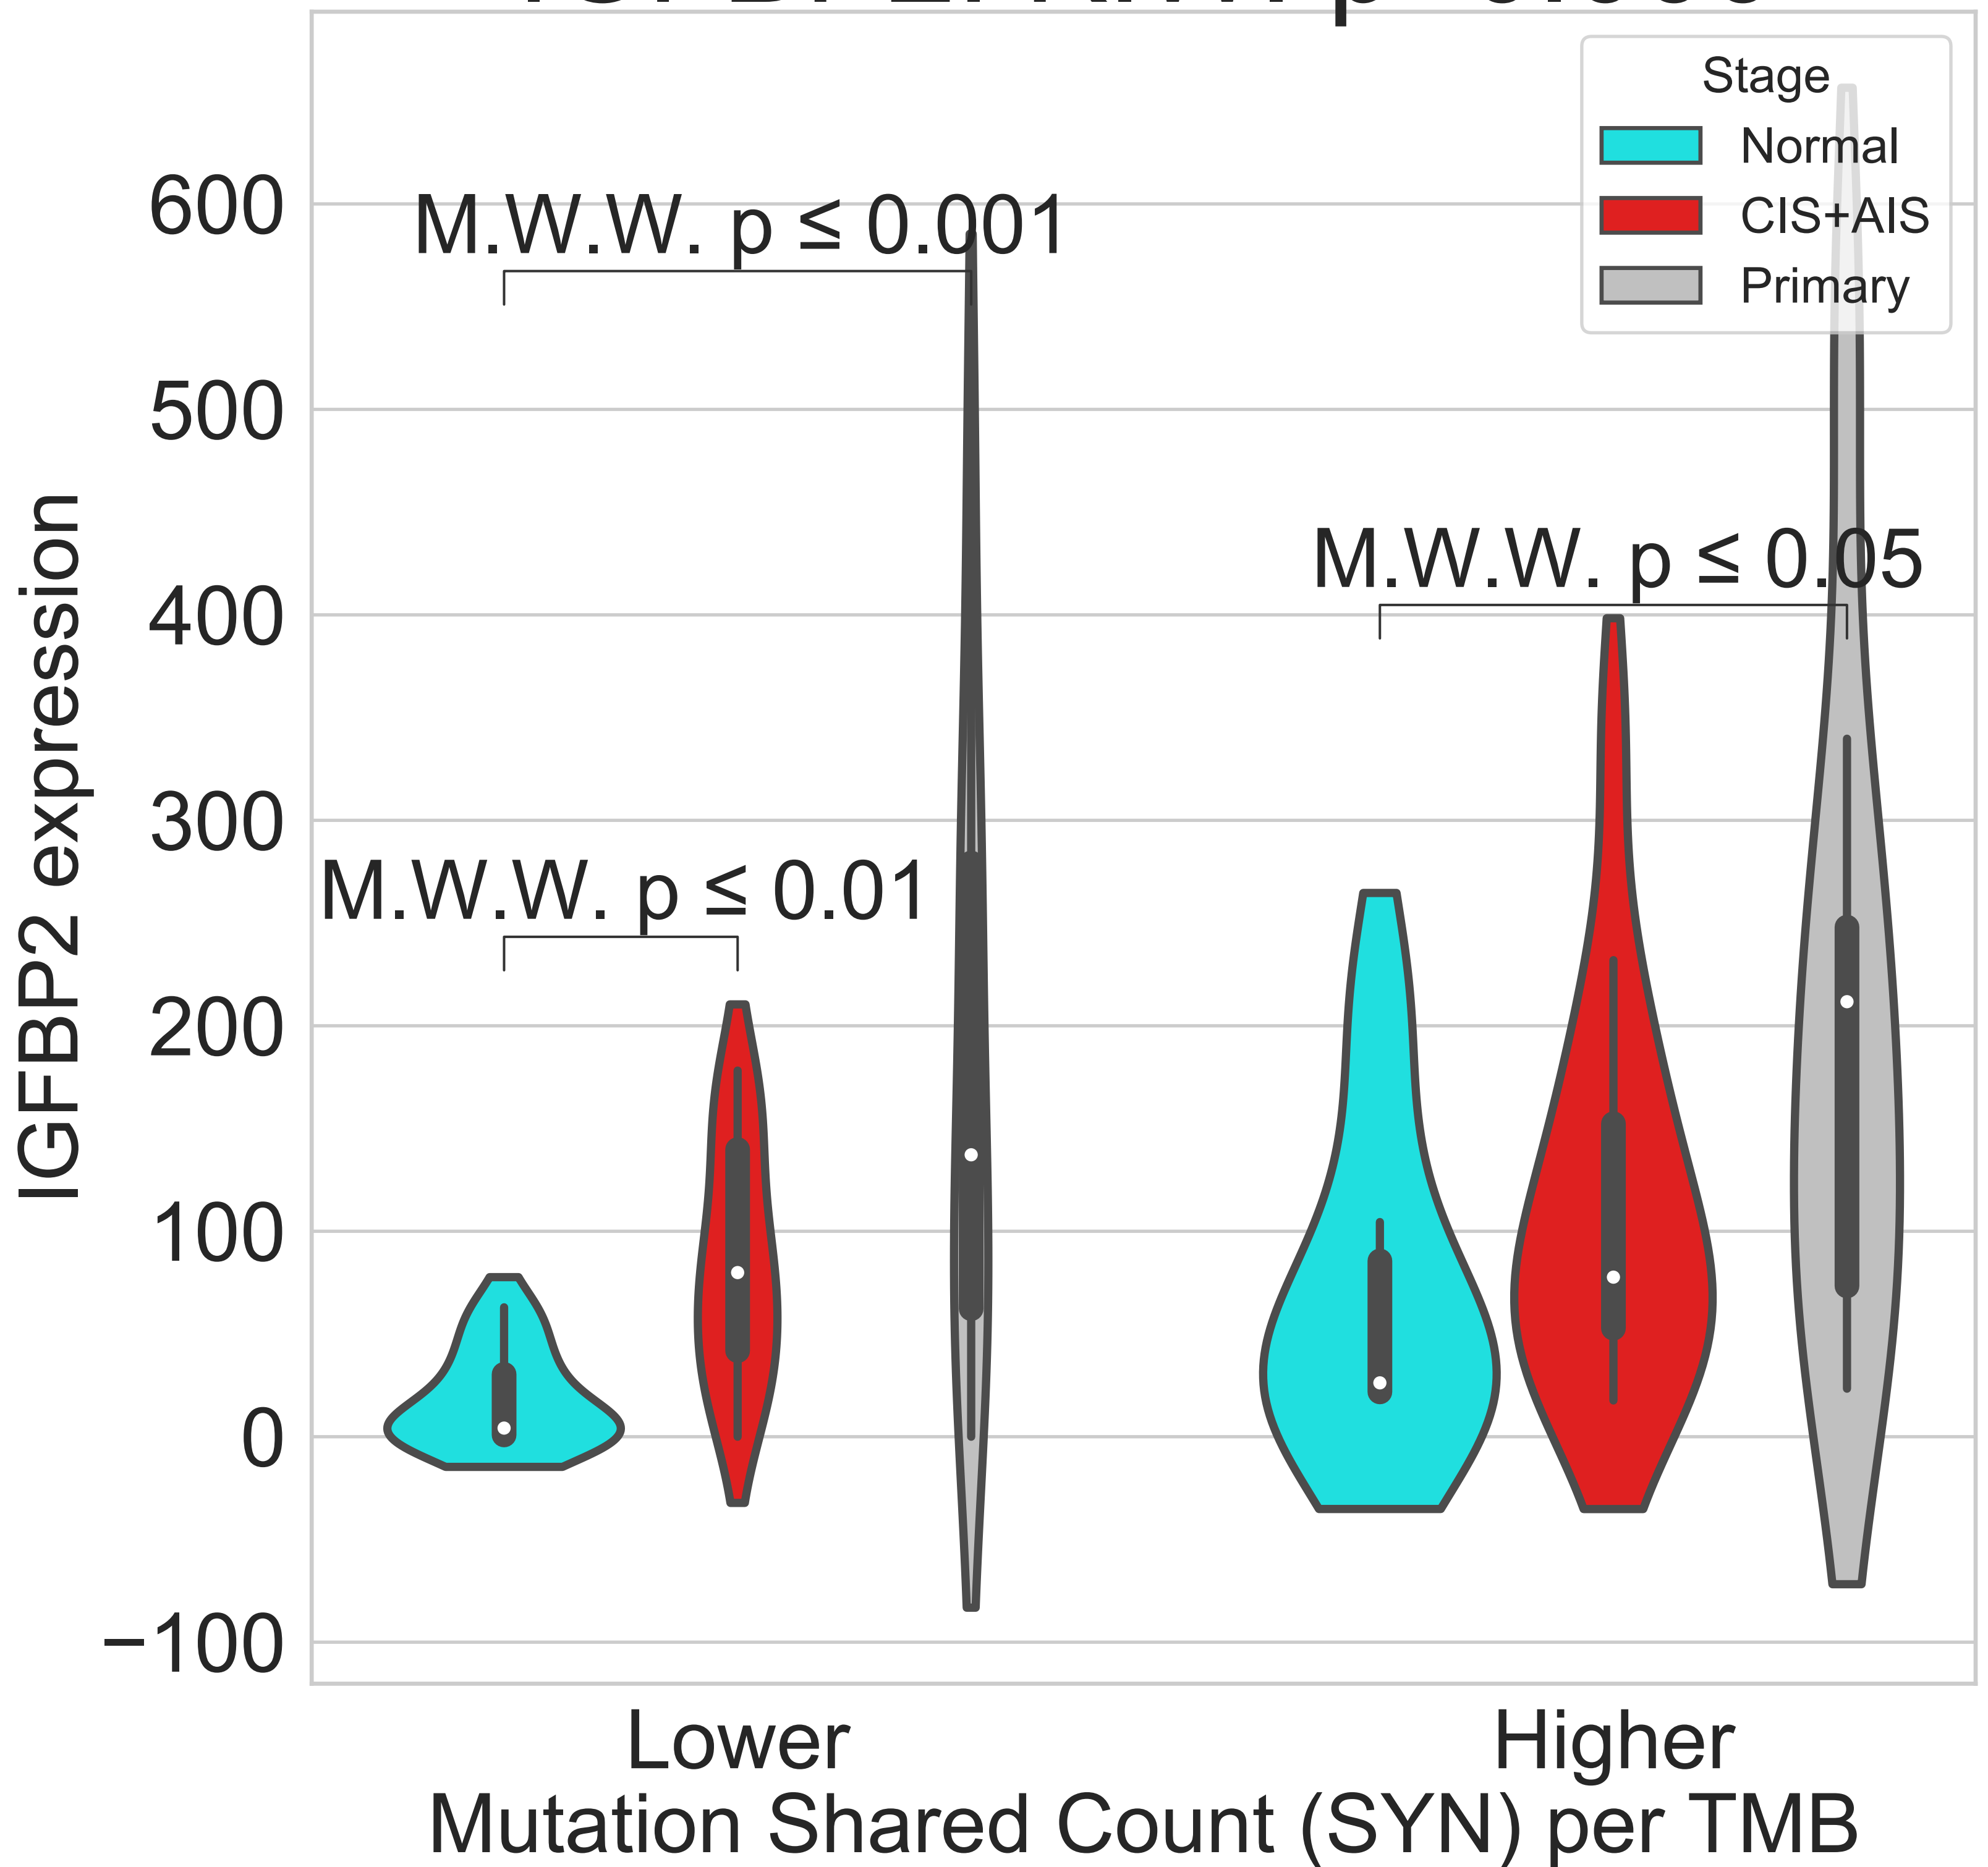 Stage
Normal
CIS+AIS
Primary
M.W.W. p ≤ 0.001
M.W.W. p ≤ 0.05
M.W.W. p ≤ 0.01
600
500
400
300
200
100
0
−100
IGFBP2 expression
Lower
Higher
Mutation Shared Count (SYN) per TMB